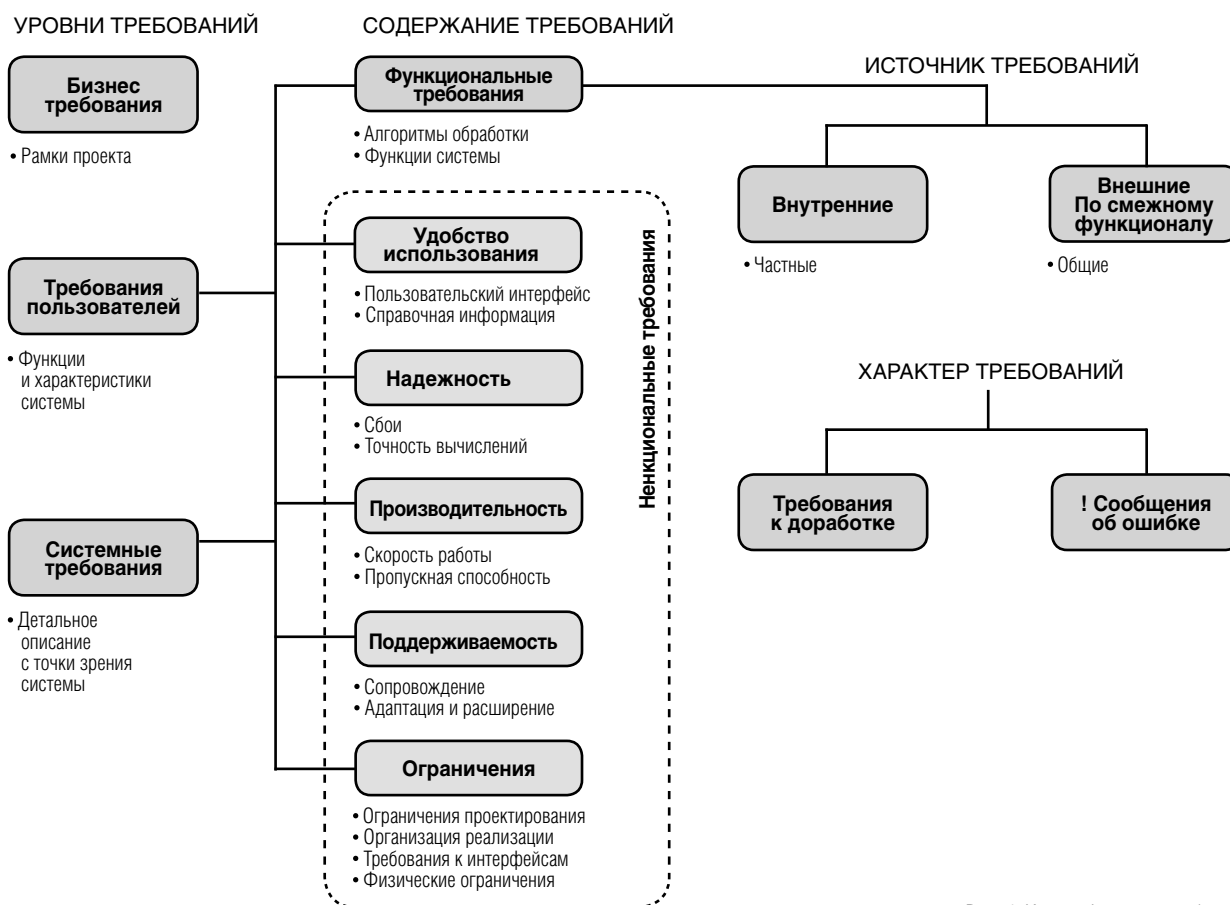 УРОВНИ ТРЕБОВАНИЙ
Бизнес
требования
• Рамки проекта
Требования
пользователей
• Функции
и характеристики
системы
Системные
требования
• Детальное
описание
с точки зрения
системы
СОДЕРЖАНИЕ ТРЕБОВАНИЙ
Функциональные
требования
• Алгоритмы обработки
• Функции системы
Удобство
использования
• Пользовательский интерфейс
• Справочная информация
Надежность
• Сбои
• Точность вычислений
Производительность
• Скорость работы
• Пропускная способность
Поддерживаемость
• Сопровождение
• Адаптация и расширение
Ограничения
• Ограничения проектирования
• Организация реализации
• Требования к интерфейсам
• Физические ограничения
Ненкциональные требования
ИСТОЧНИК ТРЕБОВАНИЙ
Внутренние
• Частные
Внешние
По смежному
функционалу
• Общие
ХАРАКТЕР ТРЕБОВАНИЙ
Требования
к доработке
! Сообщения
об ошибке